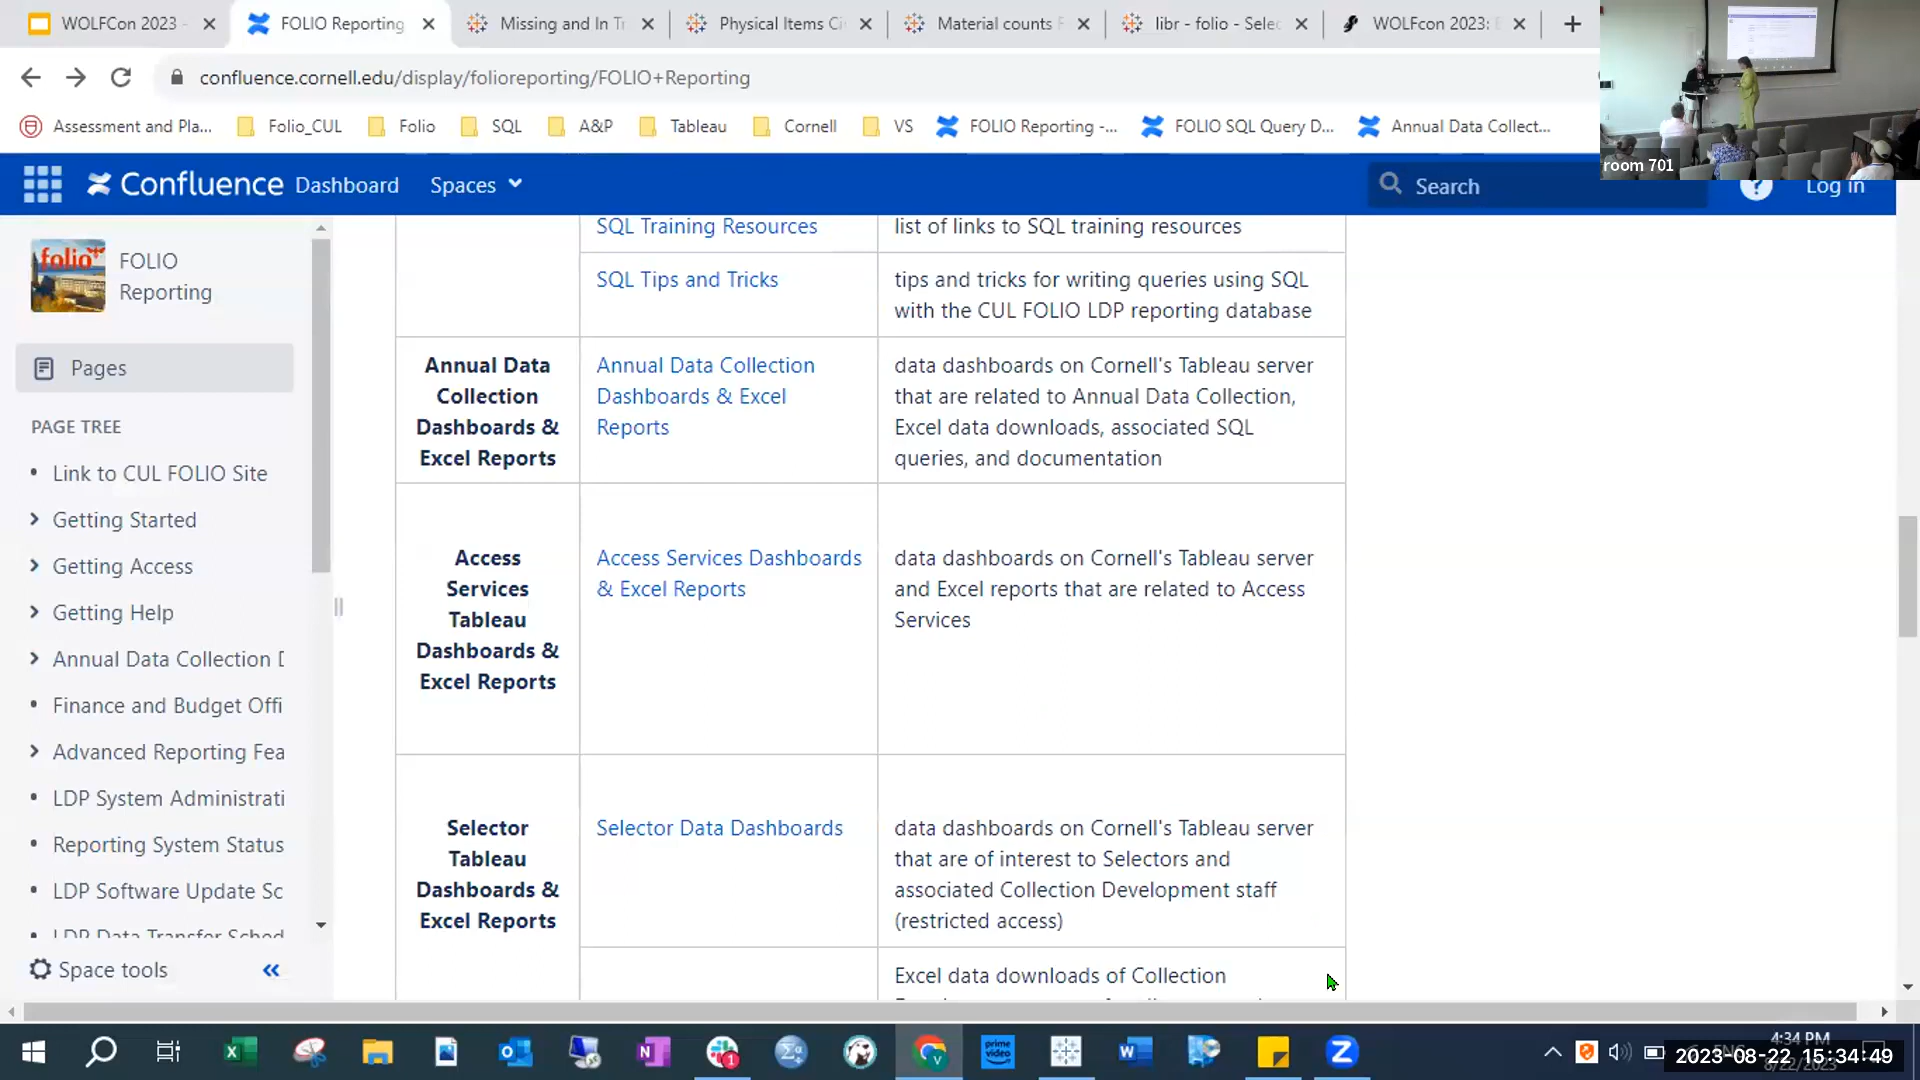 WOLFCon 2023 -
FOLIO Reporting
Missing and In Tr
Physical Items Ci
Material counts F
libr - folio - Selec
WOLFcon 2023:
confluence.cornell.edu/display/folioreporting/FOLIO+Reporting
Assessment and Pla...
Folio_CUL
Folio
SQL
A&P
Tableau
Cornell
VS
FOLIO Reporting -...
FOLIO SQL Query D...
Annual Data Collect...
room 701
Confluence
Dashboard
Spaces
Search
Log in
FOLIO
Reporting
Pages
PAGE TREE
Link to CUL FOLIO Site
Getting Started
Getting Access
Getting Help
Annual Data Collection D
Finance and Budget Offi
Advanced Reporting Fea
LDP System Administrati
Reporting System Status
LDP Software Update Sc
LDP Data Transfer Sched
Space tools
SQL Training Resources
list of links to SQL training resources
SQL Tips and Tricks
tips and tricks for writing queries using SQL
with the CUL FOLIO LDP reporting database
Annual Data
Collection
Dashboards &
Excel Reports
Annual Data Collection
Dashboards & Excel
Reports
data dashboards on Cornell's Tableau server
that are related to Annual Data Collection,
Excel data downloads, associated SQL
queries, and documentation
Access
Services
Tableau
Dashboards &
Excel Reports
Access Services Dashboards
& Excel Reports
data dashboards on Cornell's Tableau server
and Excel reports that are related to Access
Services
Selector
Tableau
Dashboards &
Excel Reports
Selector Data Dashboards
data dashboards on Cornell's Tableau server
that are of interest to Selectors and
associated Collection Development staff
(restricted access)
Excel data downloads of Collection
4:34 PM
2023-08-22 15:34:49